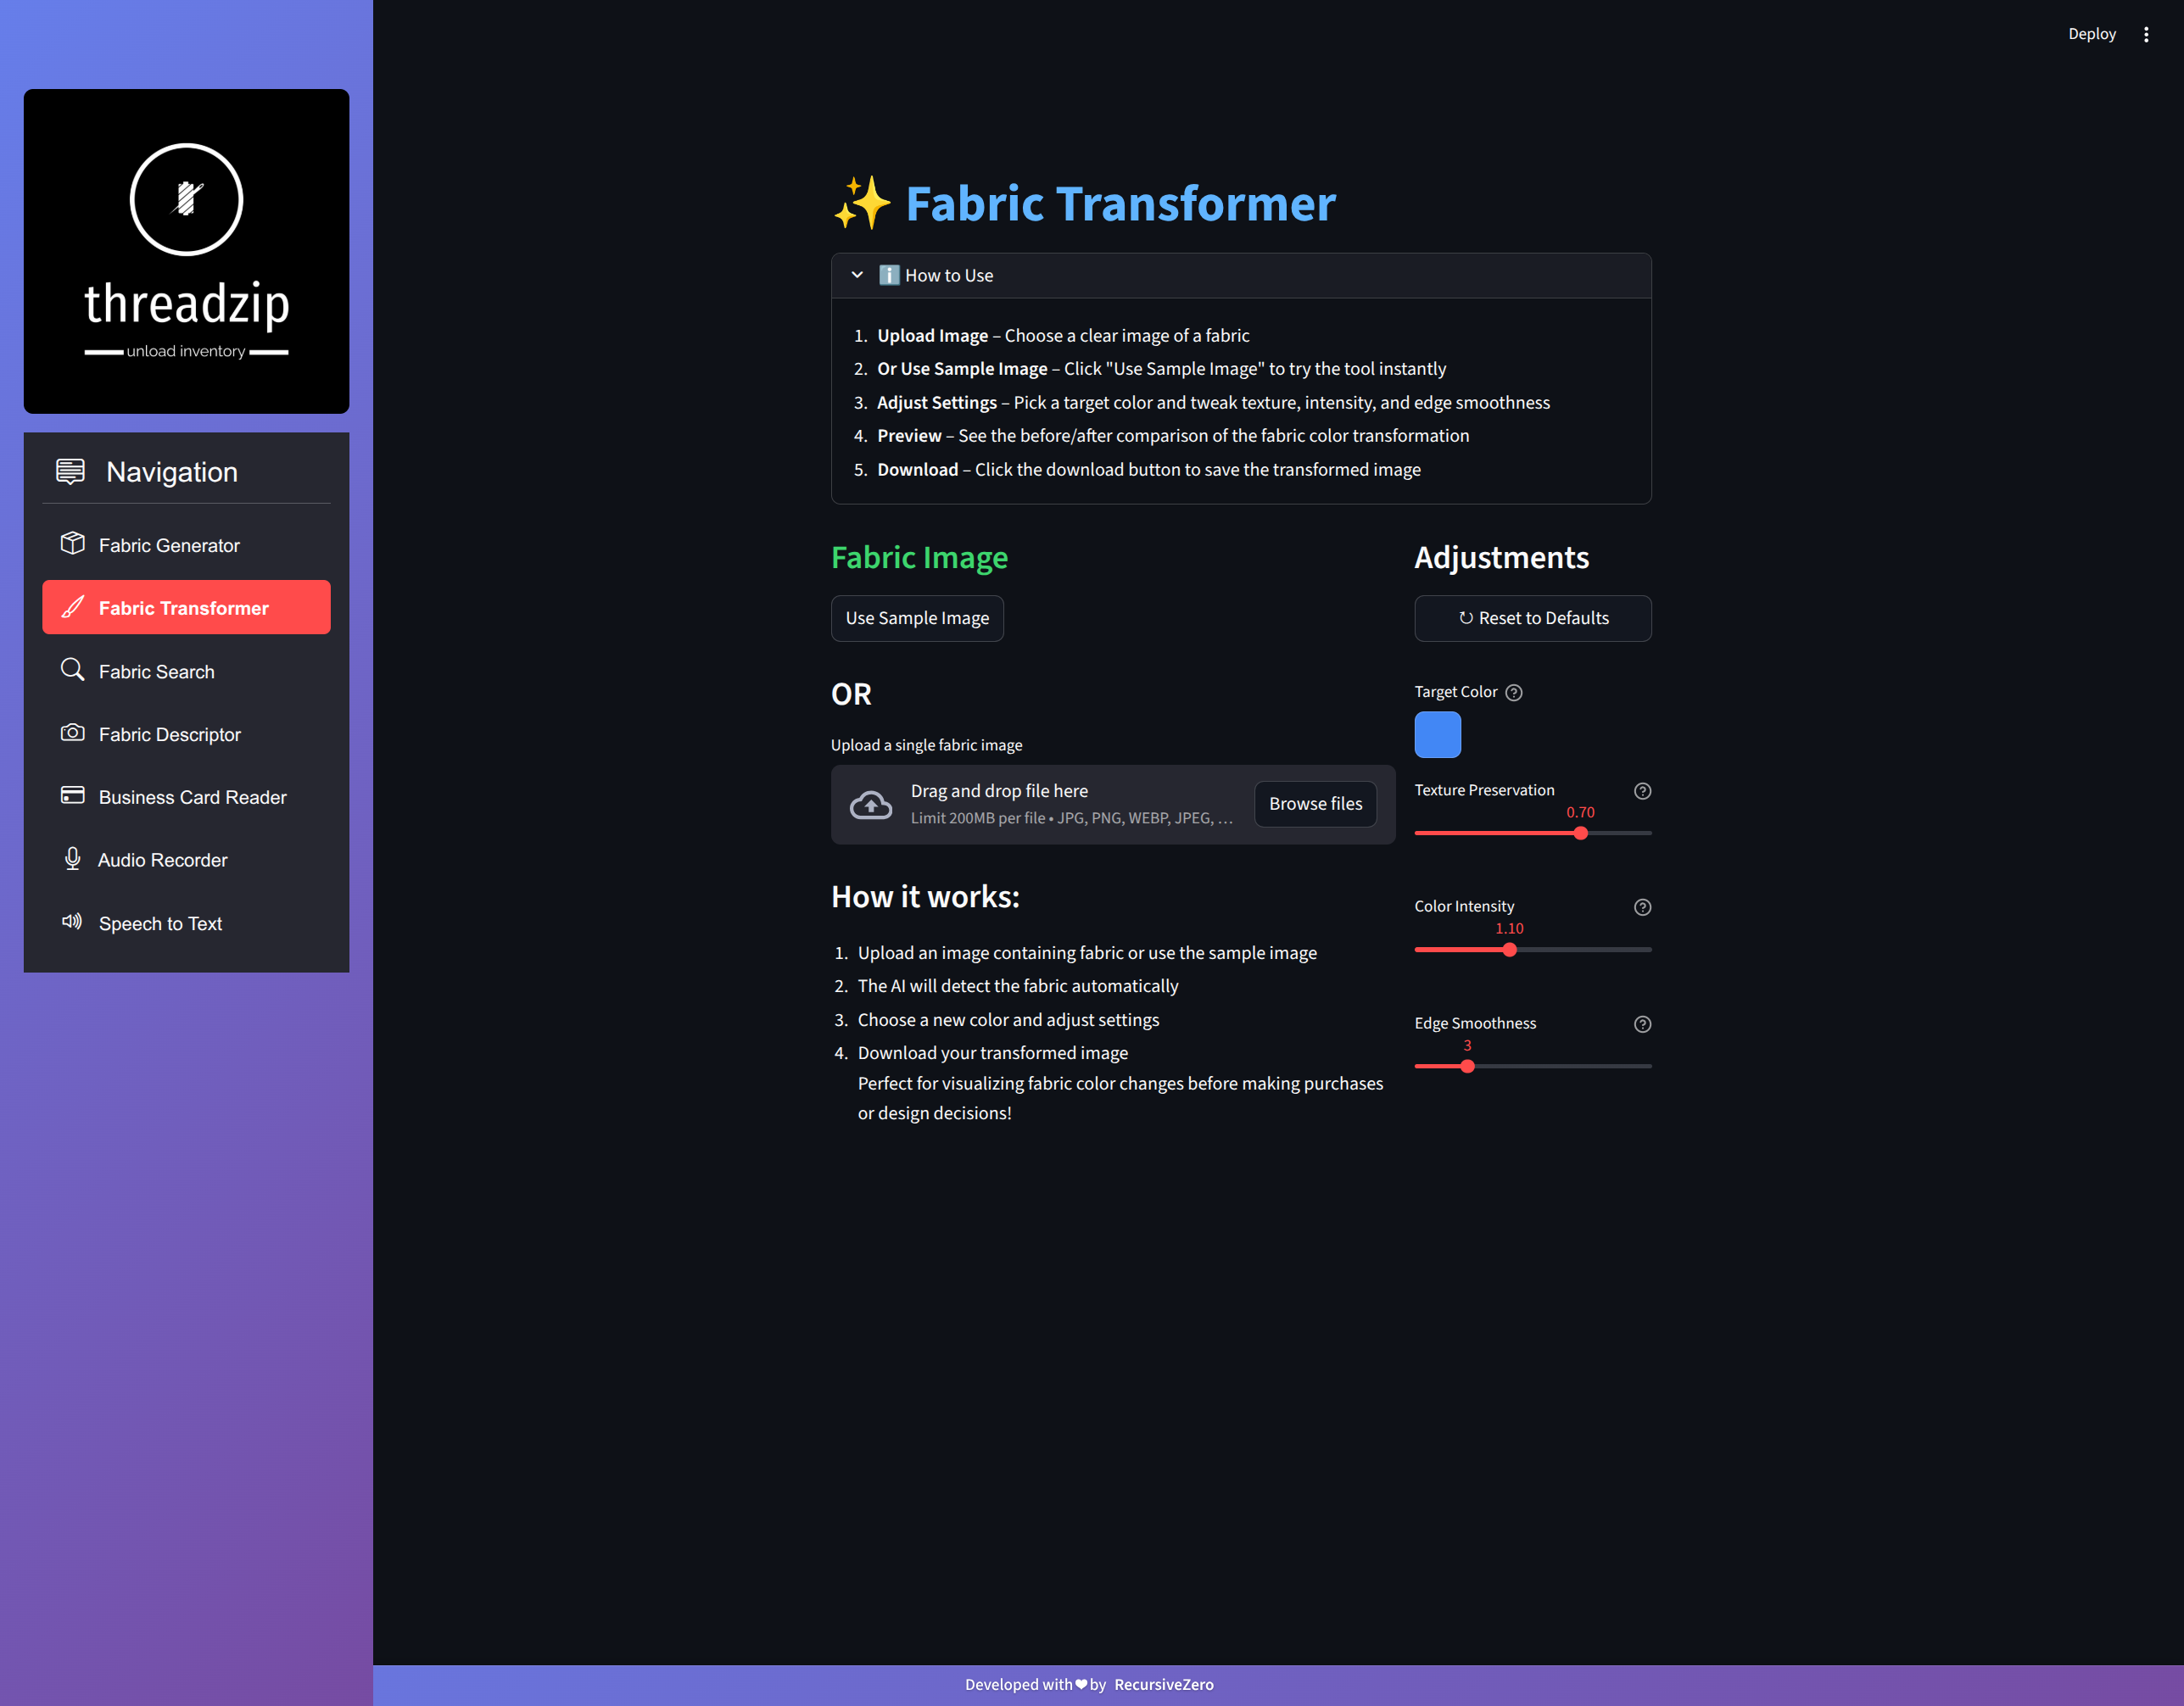 Deploy
threadzip
unload inventory
Navigation
Fabric Generator
Fabric Transformer
Fabric Search
Fabric Descriptor
Business Card Reader
Audio Recorder
Speech to Text
✨ Fabric Transformer
ℹ️ How to Use
1. Upload Image – Choose a clear image of a fabric
2. Or Use Sample Image – Click "Use Sample Image" to try the tool instantly
3. Adjust Settings – Pick a target color and tweak texture, intensity, and edge smoothness
4. Preview – See the before/after comparison of the fabric color transformation
5. Download – Click the download button to save the transformed image
Fabric Image
Use Sample Image
OR
Upload a single fabric image
Drag and drop file here
Limit 200MB per file • JPG, PNG, WEBP, JPEG, …
Browse files
How it works:
1. Upload an image containing fabric or use the sample image
2. The AI will detect the fabric automatically
3. Choose a new color and adjust settings
4. Download your transformed image
Perfect for visualizing fabric color changes before making purchases
or design decisions!
Adjustments
↻ Reset to Defaults
Target Color
Texture Preservation
0.70
Color Intensity
1.10
Edge Smoothness
3
Developed with❤by RecursiveZero